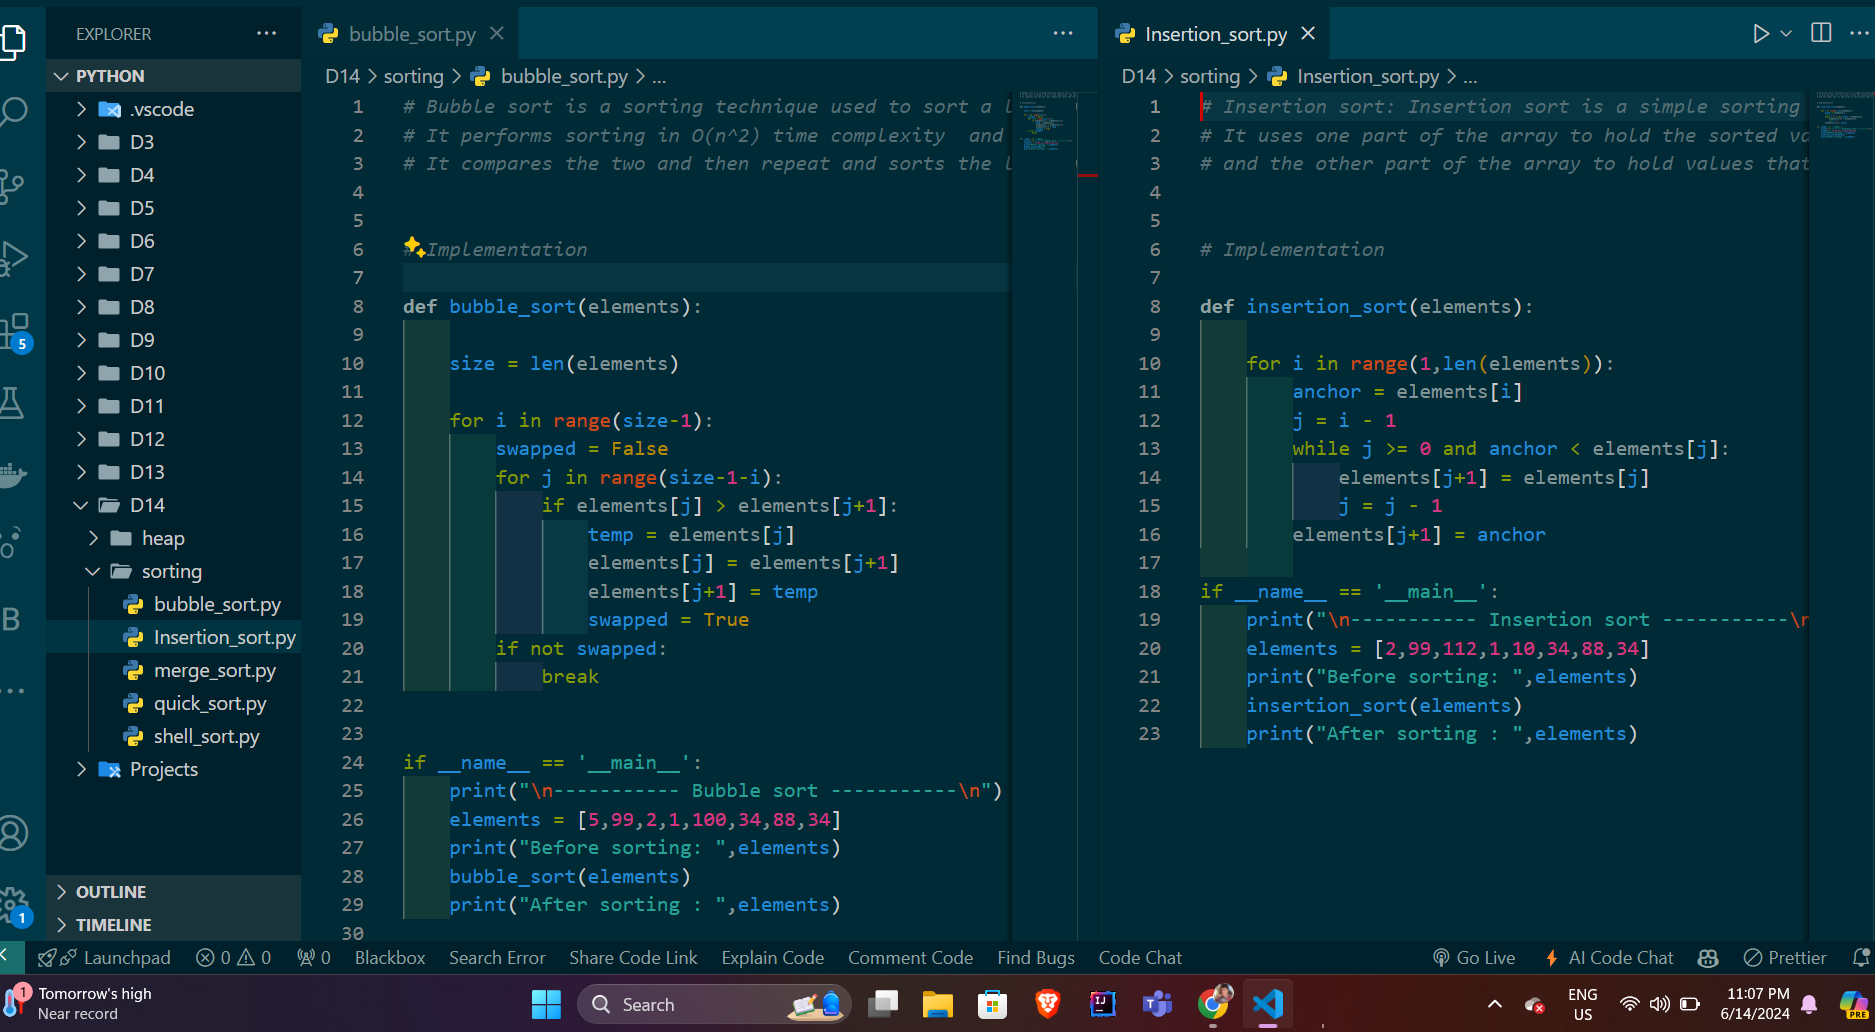 EXPLORER
PYTHON
.vscode
D3
D4
D5
D6
D7
D8
D9
D10
D11
D12
D13
D14
heap
sorting
bubble_sort.py
Insertion_sort.py
merge_sort.py
quick_sort.py
shell_sort.py
Projects
OUTLINE
TIMELINE
5
B
1
bubble_sort.py
D14 > sorting > bubble_sort.py > ...
1 # Bubble sort is a sorting technique used to sort a l
2 # It performs sorting in O(n^2) time complexity  and
3 # It compares the two and then repeat and sorts the l
4
5
6 # Implementation
7
8 def bubble_sort(elements):
9
10 size = len(elements)
11
12 for i in range(size-1):
13 swapped = False
14 for j in range(size-1-i):
15 if elements[j] > elements[j+1]:
16 temp = elements[j]
17 elements[j] = elements[j+1]
18 elements[j+1] = temp
19 swapped = True
20 if not swapped:
21 break
22
23
24 if __name__ == '__main__':
25 print("\n----------- Bubble sort -----------\n")
26 elements = [5,99,2,1,100,34,88,34]
27 print("Before sorting: ",elements)
28 bubble_sort(elements)
29 print("After sorting : ",elements)
30
Insertion_sort.py
D14 > sorting > Insertion_sort.py > ...
1 # Insertion sort: Insertion sort is a simple sorting
2 # It uses one part of the array to hold the sorted va
3 # and the other part of the array to hold values that
4
5
6 # Implementation
7
8 def insertion_sort(elements):
9
10 for i in range(1,len(elements)):
11 anchor = elements[i]
12 j = i - 1
13 while j >= 0 and anchor < elements[j]:
14 elements[j+1] = elements[j]
15 j = j - 1
16 elements[j+1] = anchor
17
18 if __name__ == '__main__':
19 print("\n----------- Insertion sort -----------\n
20 elements = [2,99,112,1,10,34,88,34]
21 print("Before sorting: ",elements)
22 insertion_sort(elements)
23 print("After sorting : ",elements)
Launchpad 0 0 0 Blackbox Search Error Share Code Link Explain Code Comment Code Find Bugs Code Chat Go Live AI Code Chat Prettier
1 Tomorrow's high
Near record
Search
IJ
PRE
ENG
US
11:07 PM
6/14/2024